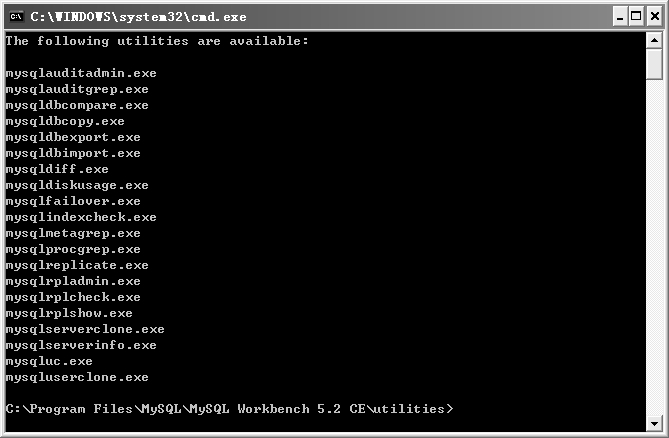 C:\WINDOWS\system32\cmd.exe
The following utilities are available:
mysqlauditadmin.exe
mysqlauditgrep.exe
mysqldbcompare.exe
mysqldbcopy.exe
mysqldbexport.exe
mysqldbimport.exe
mysqldiff.exe
mysqldiskusage.exe
mysqlfailover.exe
mysqlindexcheck.exe
mysqlmetagrep.exe
mysqlprocgrep.exe
mysqlreplicate.exe
mysqlrpladmin.exe
mysqlrplcheck.exe
mysqlrplshow.exe
mysqlserverclone.exe
mysqlserverinfo.exe
mysqluc.exe
mysqluserclone.exe
C:\Program Files\MySQL\MySQL Workbench 5.2 CE\utilities>